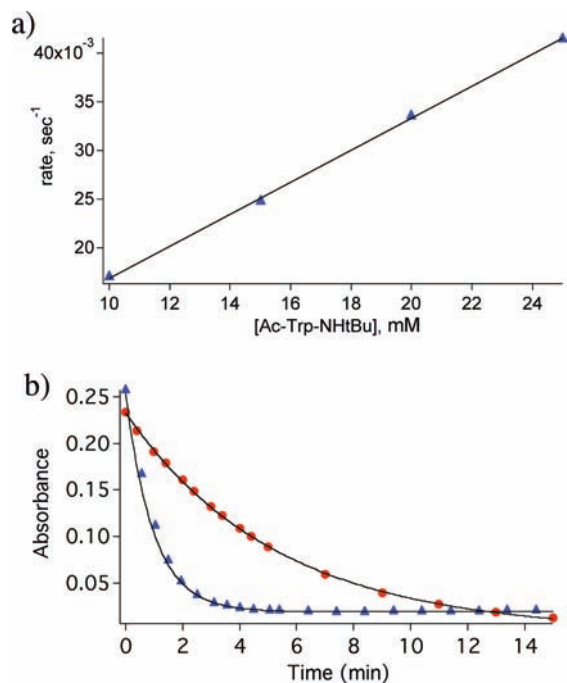 a)
40x10⁻³
35
30
25
20
rate, sec⁻¹
10 12 14 16 18 20 22 24
[Ac-Trp-NHtBu], mM
b)
0.25
0.20
0.15
0.10
0.05
Absorbance
0 2 4 6 8 10 12 14
Time (min)